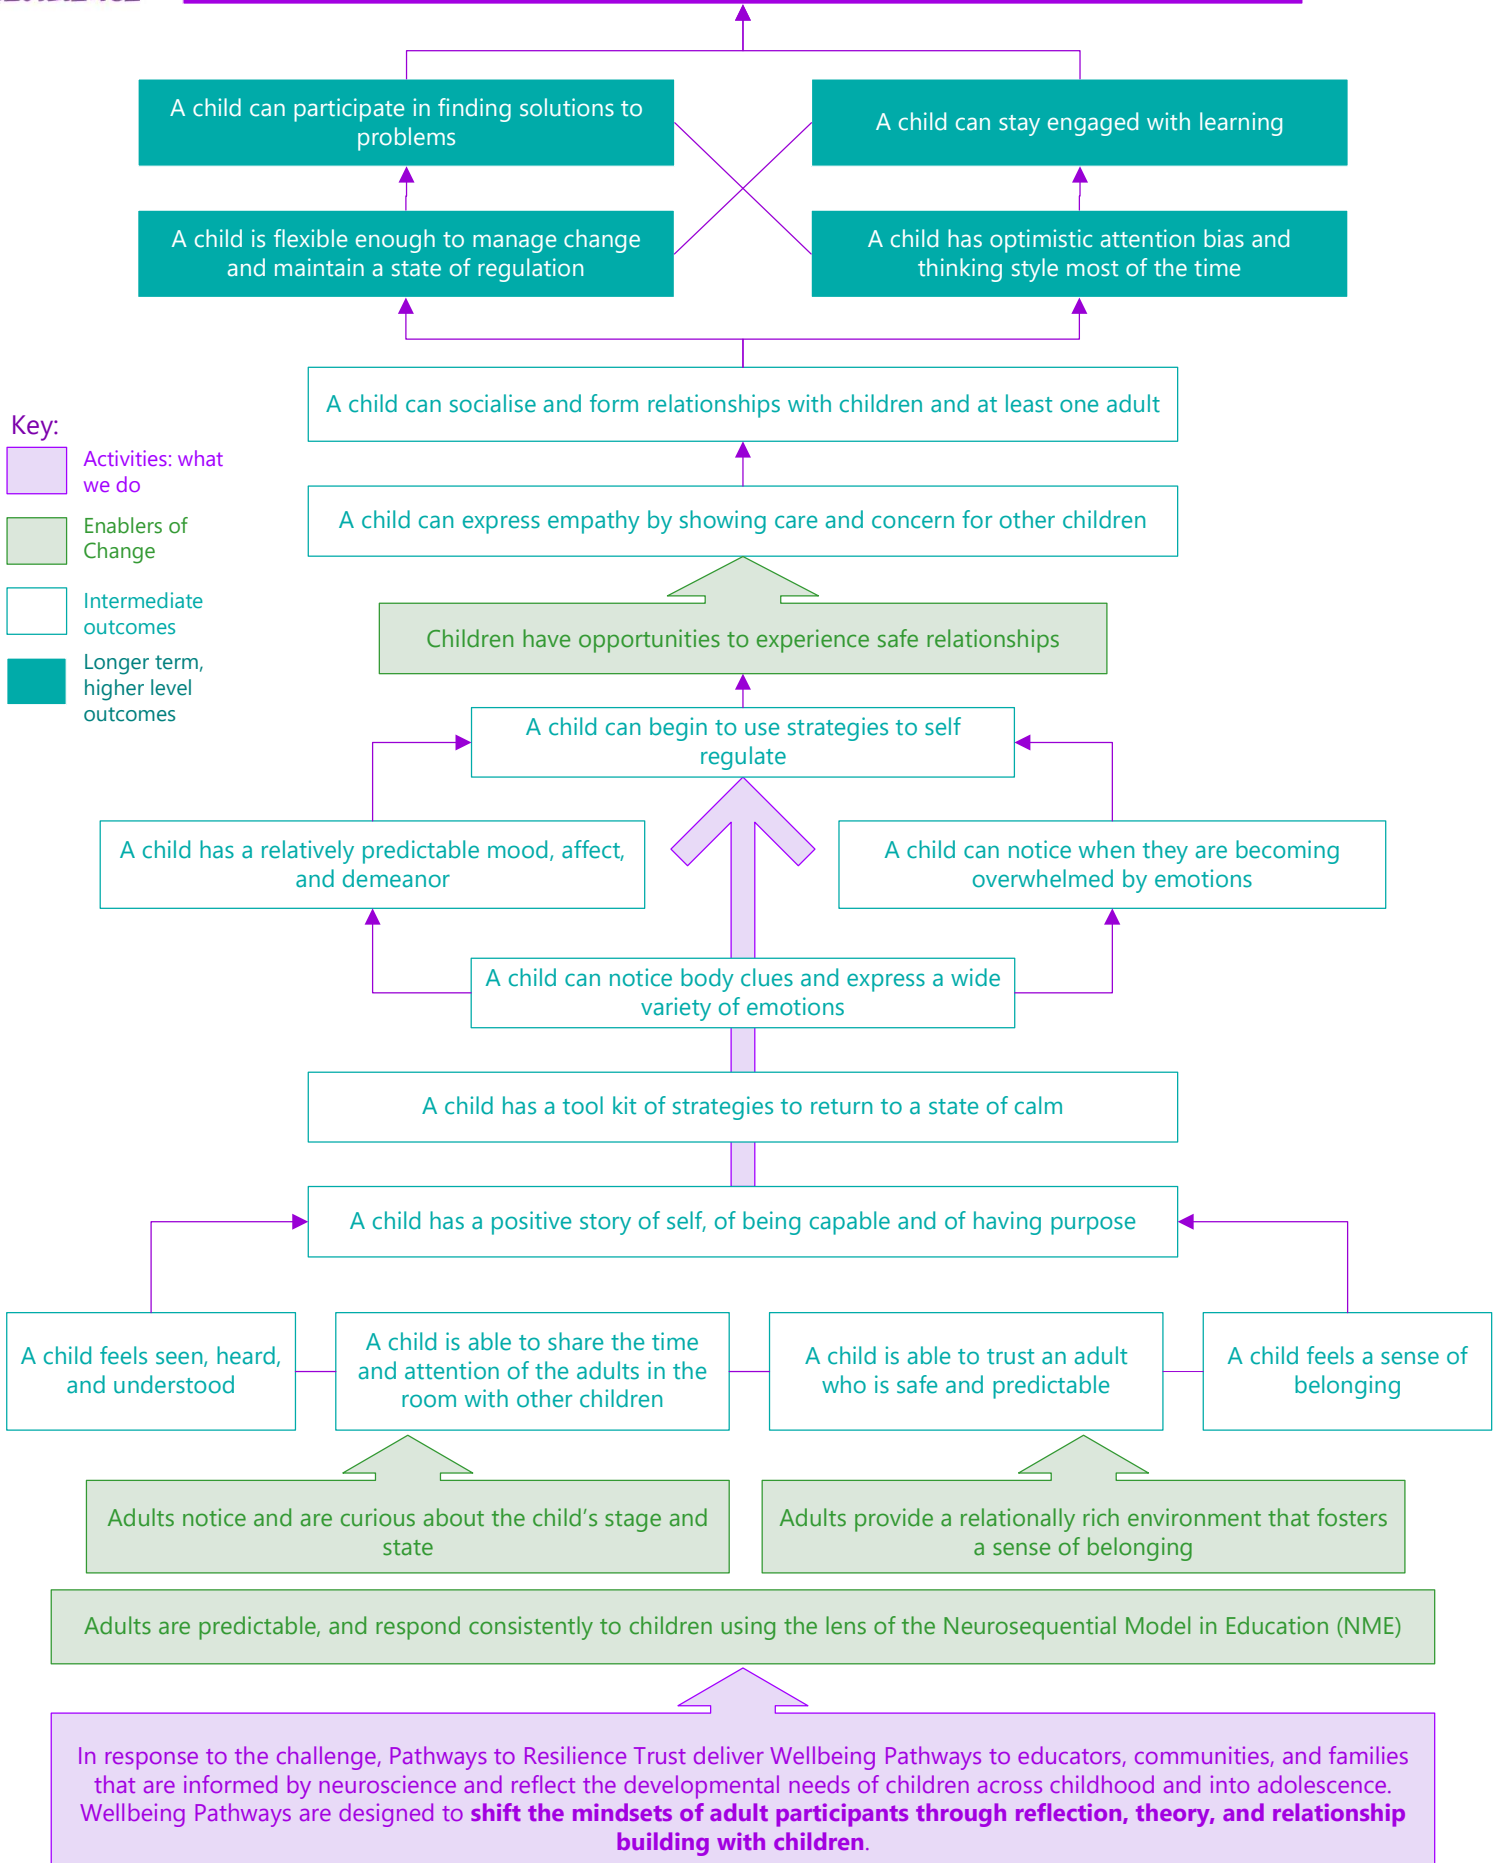 A child can participate in finding solutions to
problems
A child can stay engaged with learning
A child is flexible enough to manage change
and maintain a state of regulation
A child has optimistic attention bias and
thinking style most of the time
A child can socialise and form relationships with children and at least one adult
Key:
Activities: what
we do
Enablers of
Change
Intermediate
outcomes
Longer term,
higher level
outcomes
A child can express empathy by showing care and concern for other children
Children have opportunities to experience safe relationships
A child can begin to use strategies to self
regulate
A child has a relatively predictable mood, affect,
and demeanor
A child can notice when they are becoming
overwhelmed by emotions
A child can notice body clues and express a wide
variety of emotions
A child has a tool kit of strategies to return to a state of calm
A child has a positive story of self, of being capable and of having purpose
A child feels seen, heard,
and understood
A child is able to share the time
and attention of the adults in the
room with other children
A child is able to trust an adult
who is safe and predictable
A child feels a sense of
belonging
Adults notice and are curious about the child’s stage and
state
Adults provide a relationally rich environment that fosters
a sense of belonging
Adults are predictable, and respond consistently to children using the lens of the Neurosequential Model in Education (NME)
In response to the challenge, Pathways to Resilience Trust deliver Wellbeing Pathways to educators, communities, and families
that are informed by neuroscience and reflect the developmental needs of children across childhood and into adolescence.
Wellbeing Pathways are designed to shift the mindsets of adult participants through reflection, theory, and relationship
building with children.